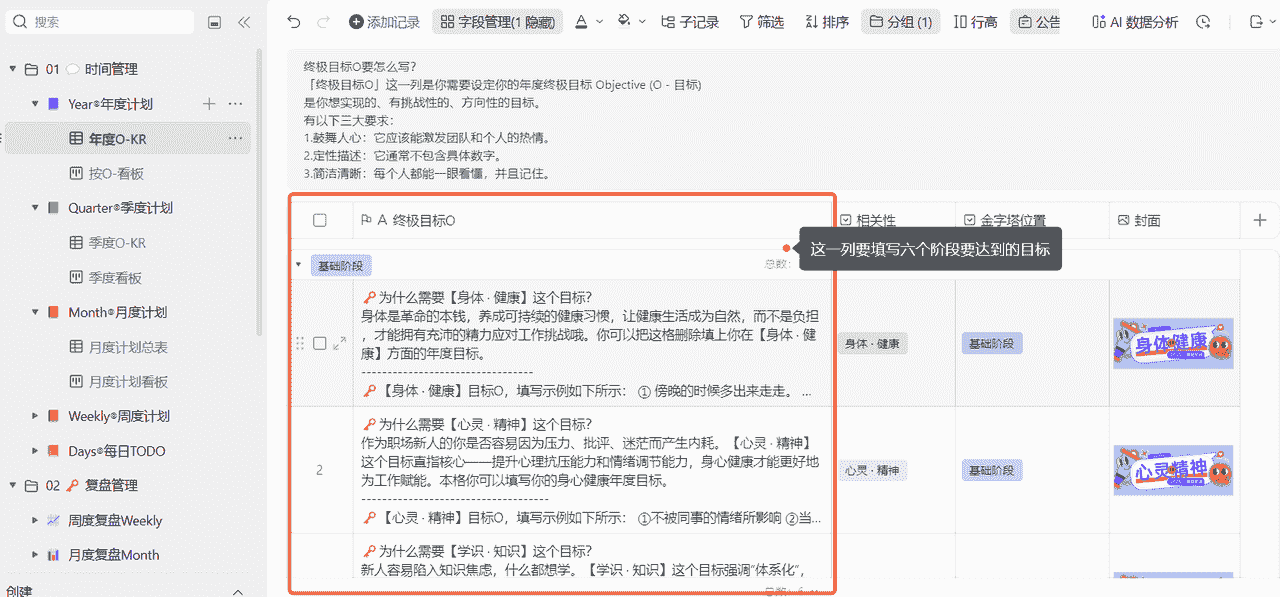 搜索
添加记录
字段管理(1 隐藏)
子记录
筛选
排序
分组 (1)
行高
公告
AI 数据分析
01 时间管理
Year®年度计划
年度O-KR
按O-看板
Quarter®季度计划
季度O-KR
季度看板
Month®月度计划
月度计划总表
月度计划看板
Weekly®周度计划
Days®每日TODO
02 复盘管理
周度复盘Weekly
月度复盘Month
创建
终极目标O要怎么写?
「终极目标O」这一列是你需要设定你的年度终极目标 Objective (O - 目标)
是你想实现的、有挑战性的、方向性的目标。
有以下三大要求：
1.鼓舞人心：它应该能激发团队和个人的热情。
2.定性描述：它通常不包含具体数字。
3.简洁清晰：每个人都能一眼看懂，并且记住。
终极目标O
相关性
金字塔位置
封面
这一列要填写六个阶段要达到的目标
基础阶段
总数：
为什么需要【身体 · 健康】这个目标?
身体是革命的本钱，养成可持续的健康习惯，让健康生活成为自然，而不是负担
，才能拥有充沛的精力应对工作挑战哦。你可以把这格删除填上你在【身体 · 健
康】方面的年度目标。
--------------------------------
【身体 · 健康】目标O，填写示例如下所示： ① 傍晚的时候多出来走走。 ...
身体 · 健康
基础阶段
身体健康
2
为什么需要【心灵 · 精神】这个目标?
作为职场新人的你是否容易因为压力、批评、迷茫而产生内耗。【心灵 · 精神】
这个目标直指核心——提升心理抗压能力和情绪调节能力，身心健康才能更好地
为工作赋能。本格你可以填写你的身心健康年度目标。
-----------------------------------
【心灵 · 精神】目标O，填写示例如下所示： ①不被同事的情绪所影响 ②当...
心灵 · 精神
基础阶段
心灵精神
为什么需要【学识 · 知识】这个目标?
新人容易陷入知识焦虑，什么都想学。【学识 · 知识】这个目标强调“体系化”，